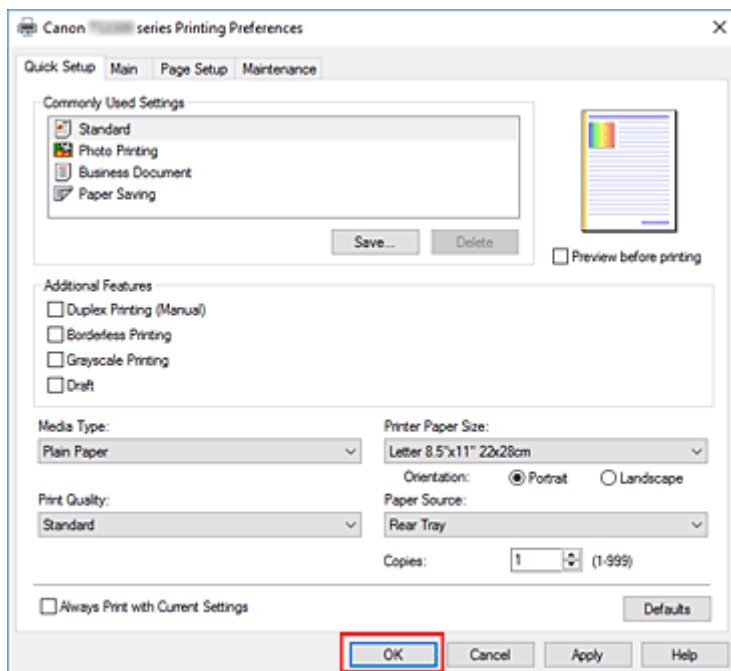 Canon series Printing Preferences
Quick Setup Main Page Setup Maintenance
Commonly Used Settings
Standard
Photo Printing
Business Document
Paper Saving
Save... Delete
Preview before printing
Additional Features
Duplex Printing (Manual)
Borderless Printing
Grayscale Printing
Draft
Media Type: Printer Paper Size:
Plain Paper Letter 8.5"x11" 22x28cm
Orientation: Portrait Landscape
Print Quality: Paper Source:
Standard Rear Tray
Copies: 1 (1-999)
Always Print with Current Settings Defaults
OK Cancel Apply Help